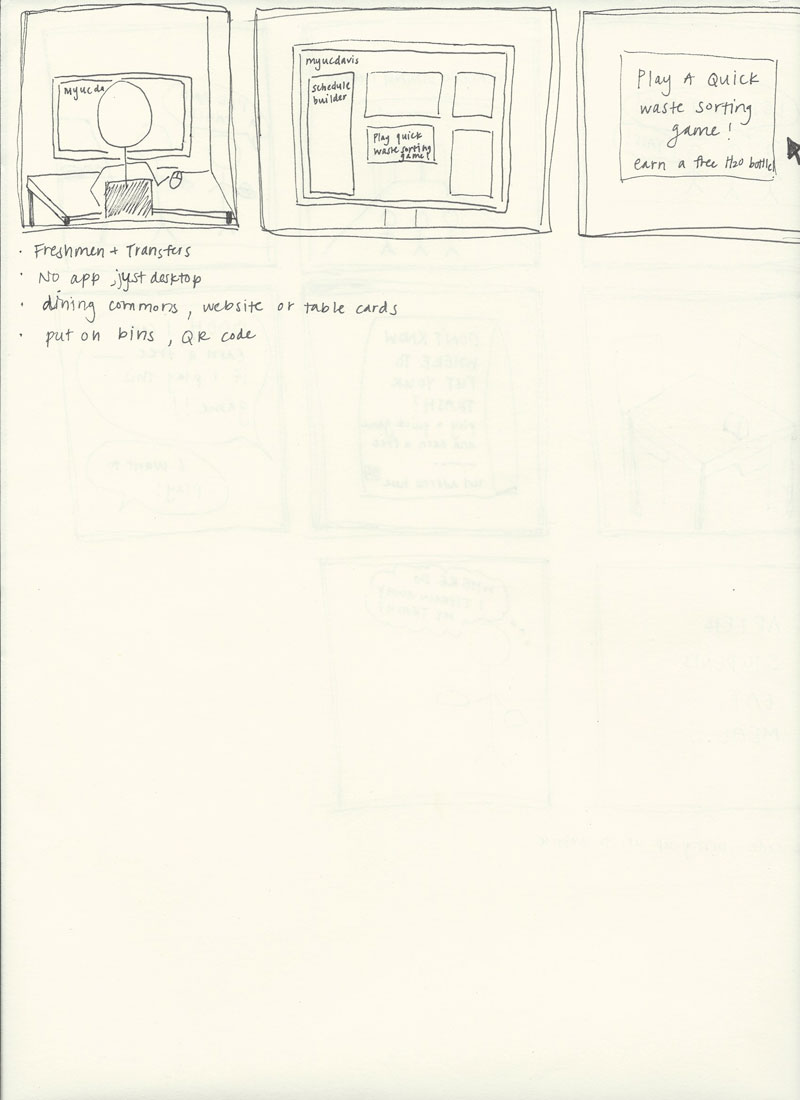 myucda
myucdavis
schedule
builder
Play quick
waste sorting
game!
Play A Quick
waste sorting
game!
earn a free H2O bottle
· Freshmen + Transfers
· No app, jyst desktop
· dining commons, website or table cards
· put on bins, QR code